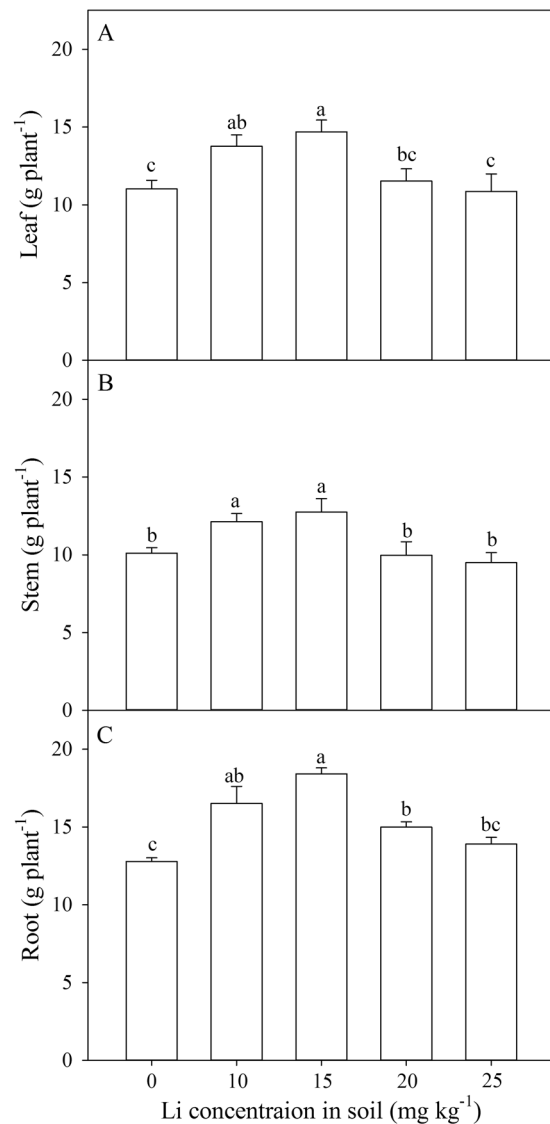 A
20
15
10
5
0
Leaf (g plant⁻¹)
c
ab
a
bc
c
B
20
15
10
5
0
Stem (g plant⁻¹)
b
a
a
b
b
C
20
15
10
5
0
Root (g plant⁻¹)
c
ab
a
b
bc
0 10 15 20 25
Li concentraion in soil (mg kg⁻¹)